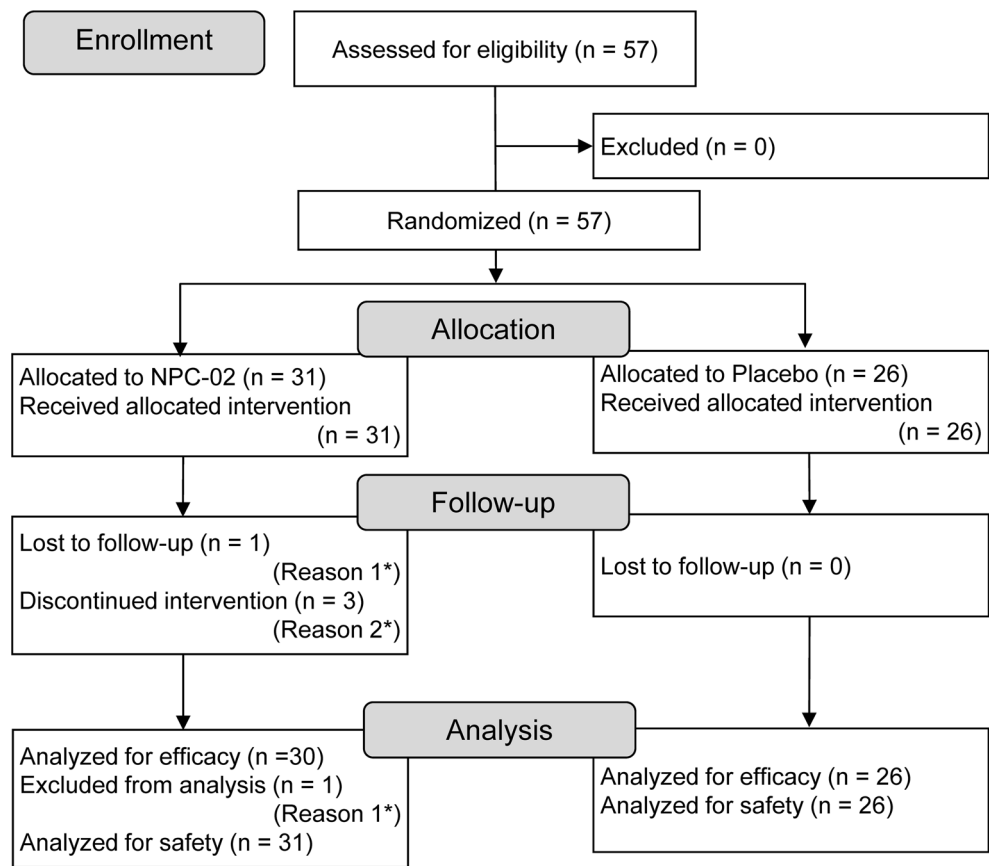 Enrollment
Assessed for eligibility (n = 57)
Excluded (n = 0)
Randomized (n = 57)
Allocation
Allocated to NPC-02 (n = 31)
Received allocated intervention
(n = 31)
Allocated to Placebo (n = 26)
Received allocated intervention
(n = 26)
Follow-up
Lost to follow-up (n = 1)
(Reason 1*)
Discontinued intervention (n = 3)
(Reason 2*)
Lost to follow-up (n = 0)
Analysis
Analyzed for efficacy (n =30)
Excluded from analysis (n = 1)
(Reason 1*)
Analyzed for safety (n = 31)
Analyzed for efficacy (n = 26)
Analyzed for safety (n = 26)